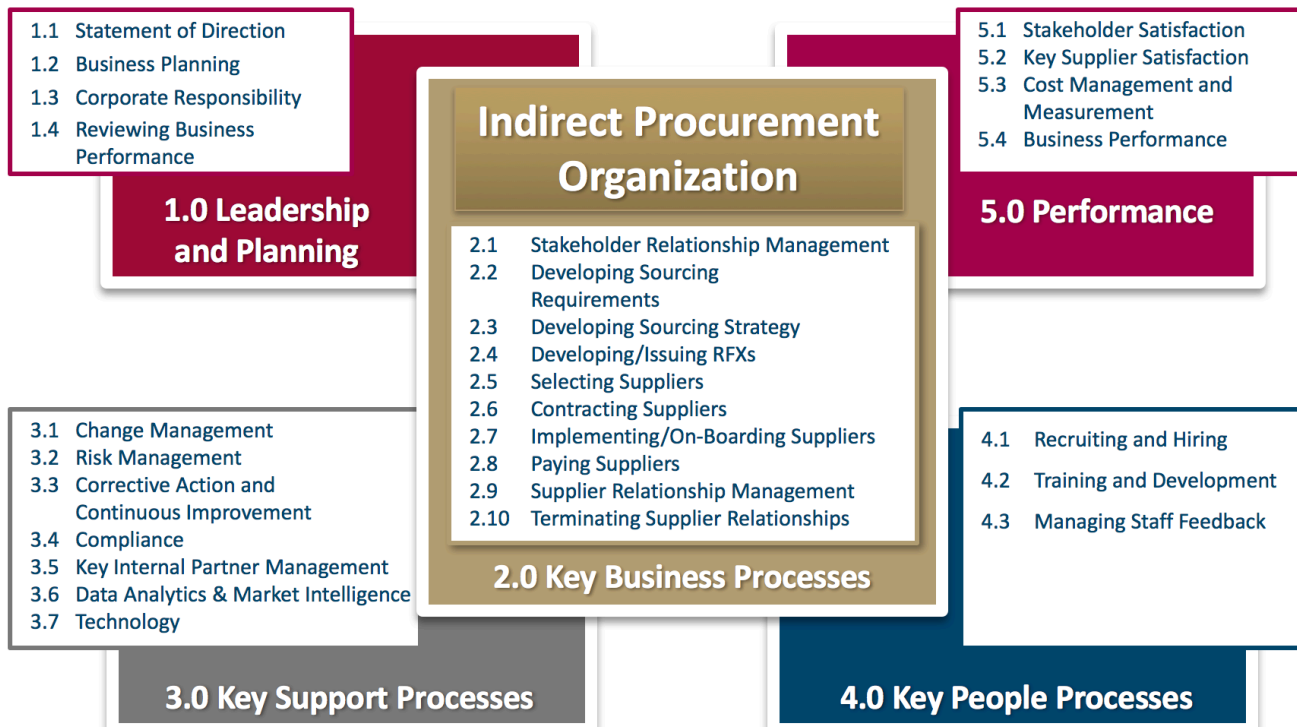 1.1 Statement of Direction
1.2 Business Planning
1.3 Corporate Responsibility
1.4 Reviewing Business
Performance
1.0 Leadership
and Planning
Indirect Procurement
Organization
2.1 Stakeholder Relationship Management
2.2 Developing Sourcing
Requirements
2.3 Developing Sourcing Strategy
2.4 Developing/Issuing RFXs
2.5 Selecting Suppliers
2.6 Contracting Suppliers
2.7 Implementing/On-Boarding Suppliers
2.8 Paying Suppliers
2.9 Supplier Relationship Management
2.10 Terminating Supplier Relationships
2.0 Key Business Processes
5.1 Stakeholder Satisfaction
5.2 Key Supplier Satisfaction
5.3 Cost Management and
Measurement
5.4 Business Performance
5.0 Performance
3.1 Change Management
3.2 Risk Management
3.3 Corrective Action and
Continuous Improvement
3.4 Compliance
3.5 Key Internal Partner Management
3.6 Data Analytics & Market Intelligence
3.7 Technology
3.0 Key Support Processes
4.1 Recruiting and Hiring
4.2 Training and Development
4.3 Managing Staff Feedback
4.0 Key People Processes